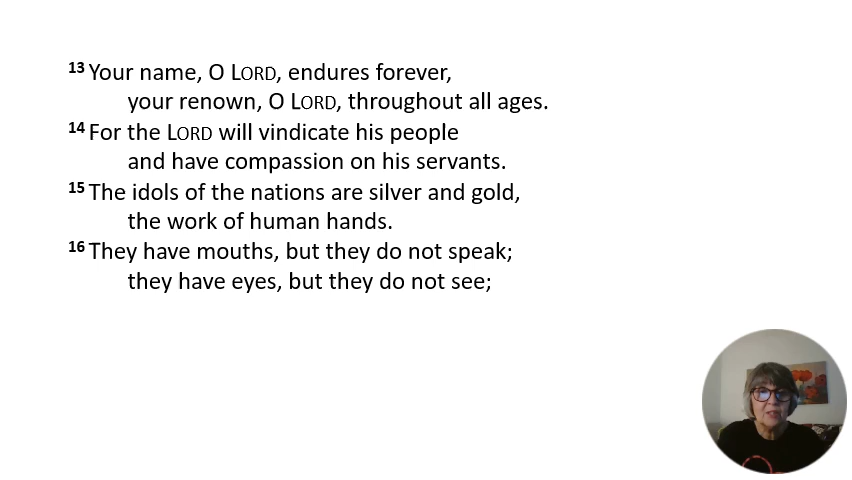 13 Your name, O LORD, endures forever,
your renown, O LORD, throughout all ages.
14 For the LORD will vindicate his people
and have compassion on his servants.
15 The idols of the nations are silver and gold,
the work of human hands.
16 They have mouths, but they do not speak;
they have eyes, but they do not see;